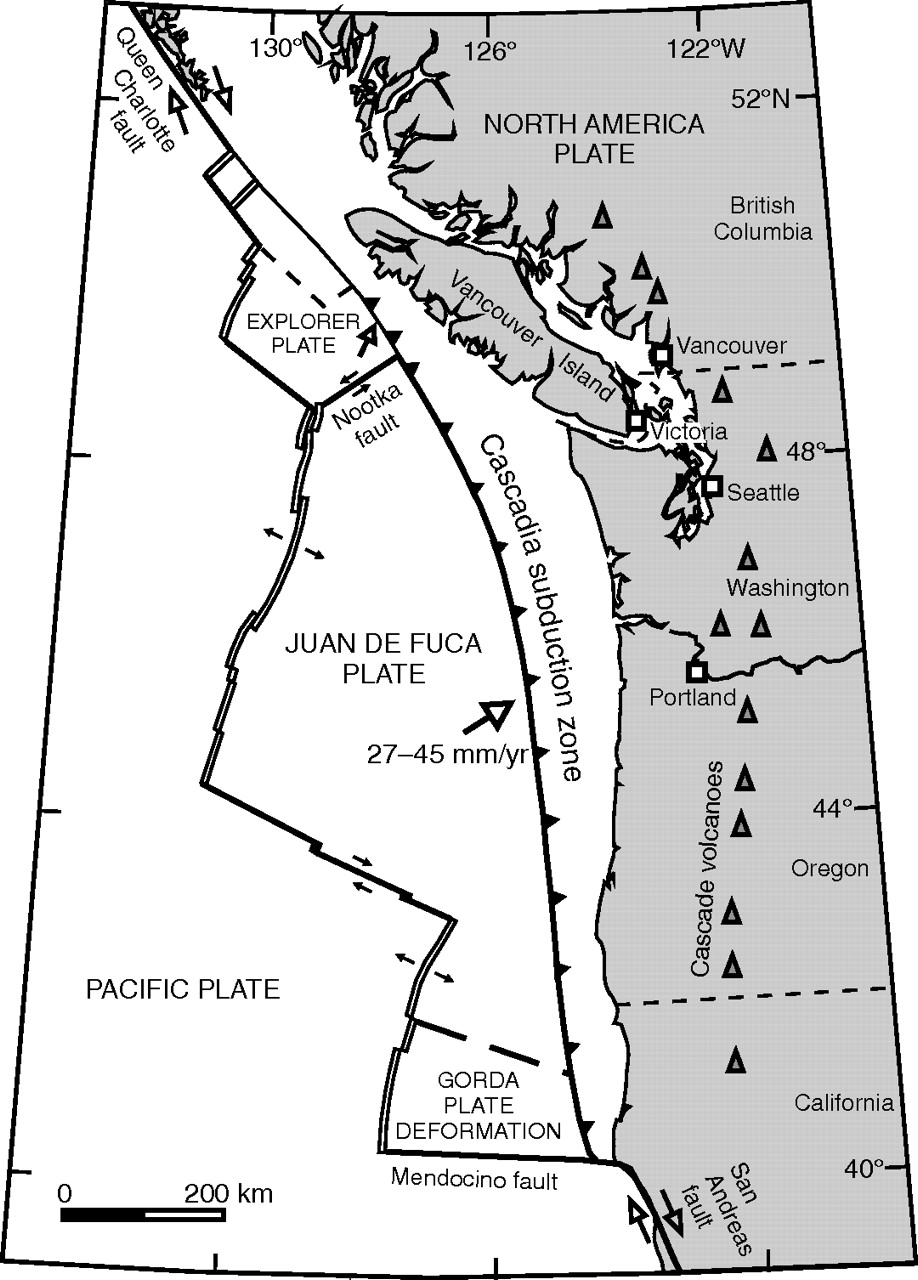 130°
126°
122°W
Queen
Charlotte
fault
52°N
NORTH AMERICA
PLATE
British
Columbia
Vancouver
Island
EXPLORER
PLATE
Vancouver
Nootka
fault
Victoria
48°
Seattle
Cascadia subduction zone
Washington
JUAN DE FUCA
PLATE
Portland
27–45 mm/yr
44°
Cascade volcanoes
Oregon
PACIFIC PLATE
GORDA
PLATE
DEFORMATION
California
Mendocino fault
40°
San
Andreas
fault
0 200 km